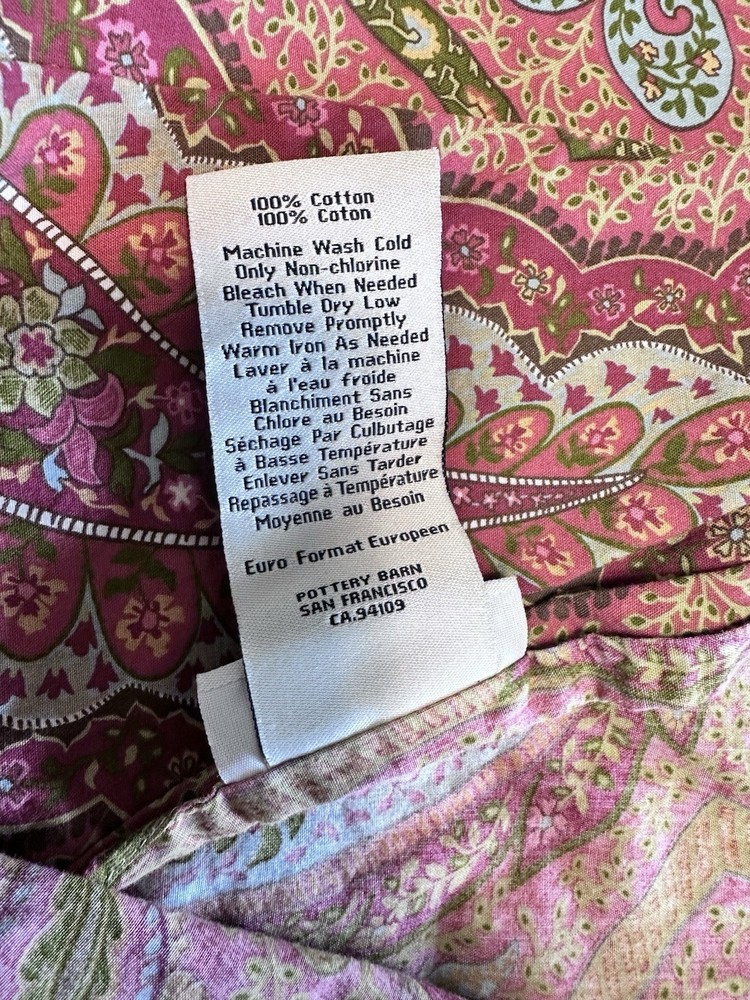 100% Cotton
100% Coton
Machine Wash Cold
Only Non-chlorine
Bleach When Needed
Tumble Dry Low
Remove Promptly
Warm Iron As Needed
Laver à la machine
à l'eau froide
Blanchiment Sans
Chlore au Besoin
Séchage Par Culbutage
à Basse Température
Enlever Sans Tarder
Repassage à Température
Moyenne au Besoin
Euro Format Europeen
POTTERY BARN
SAN FRANCISCO
CA.94109